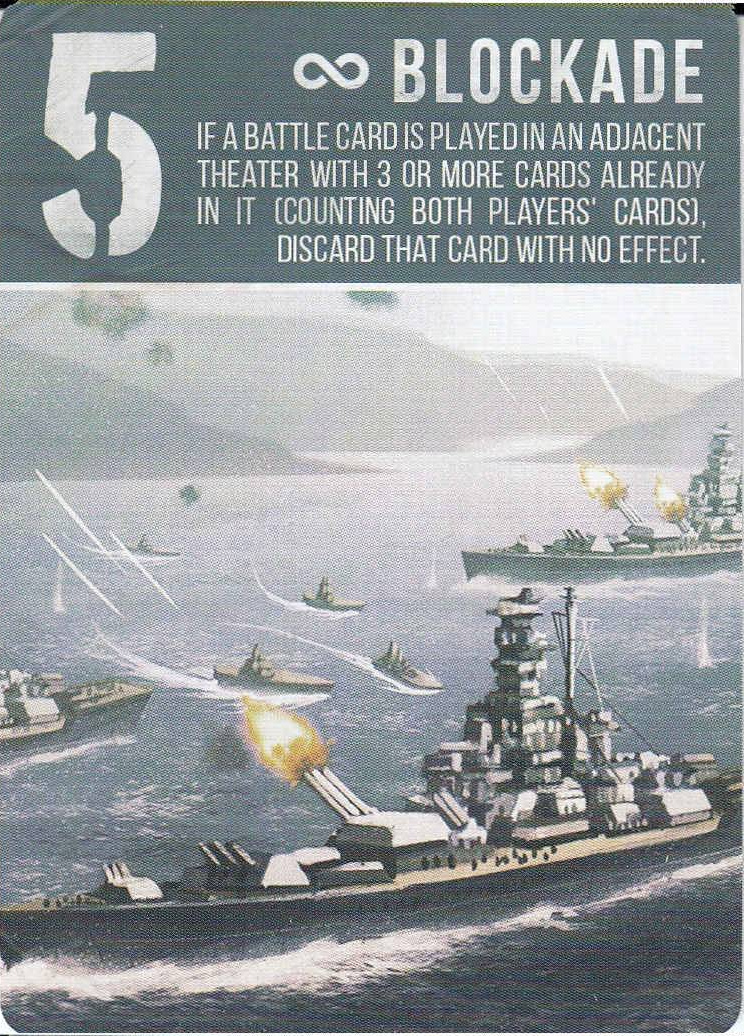 5
∞ BLOCKADE
IF A BATTLE CARD IS PLAYED IN AN ADJACENT
THEATER WITH 3 OR MORE CARDS ALREADY
IN IT (COUNTING BOTH PLAYERS' CARDS),
DISCARD THAT CARD WITH NO EFFECT.